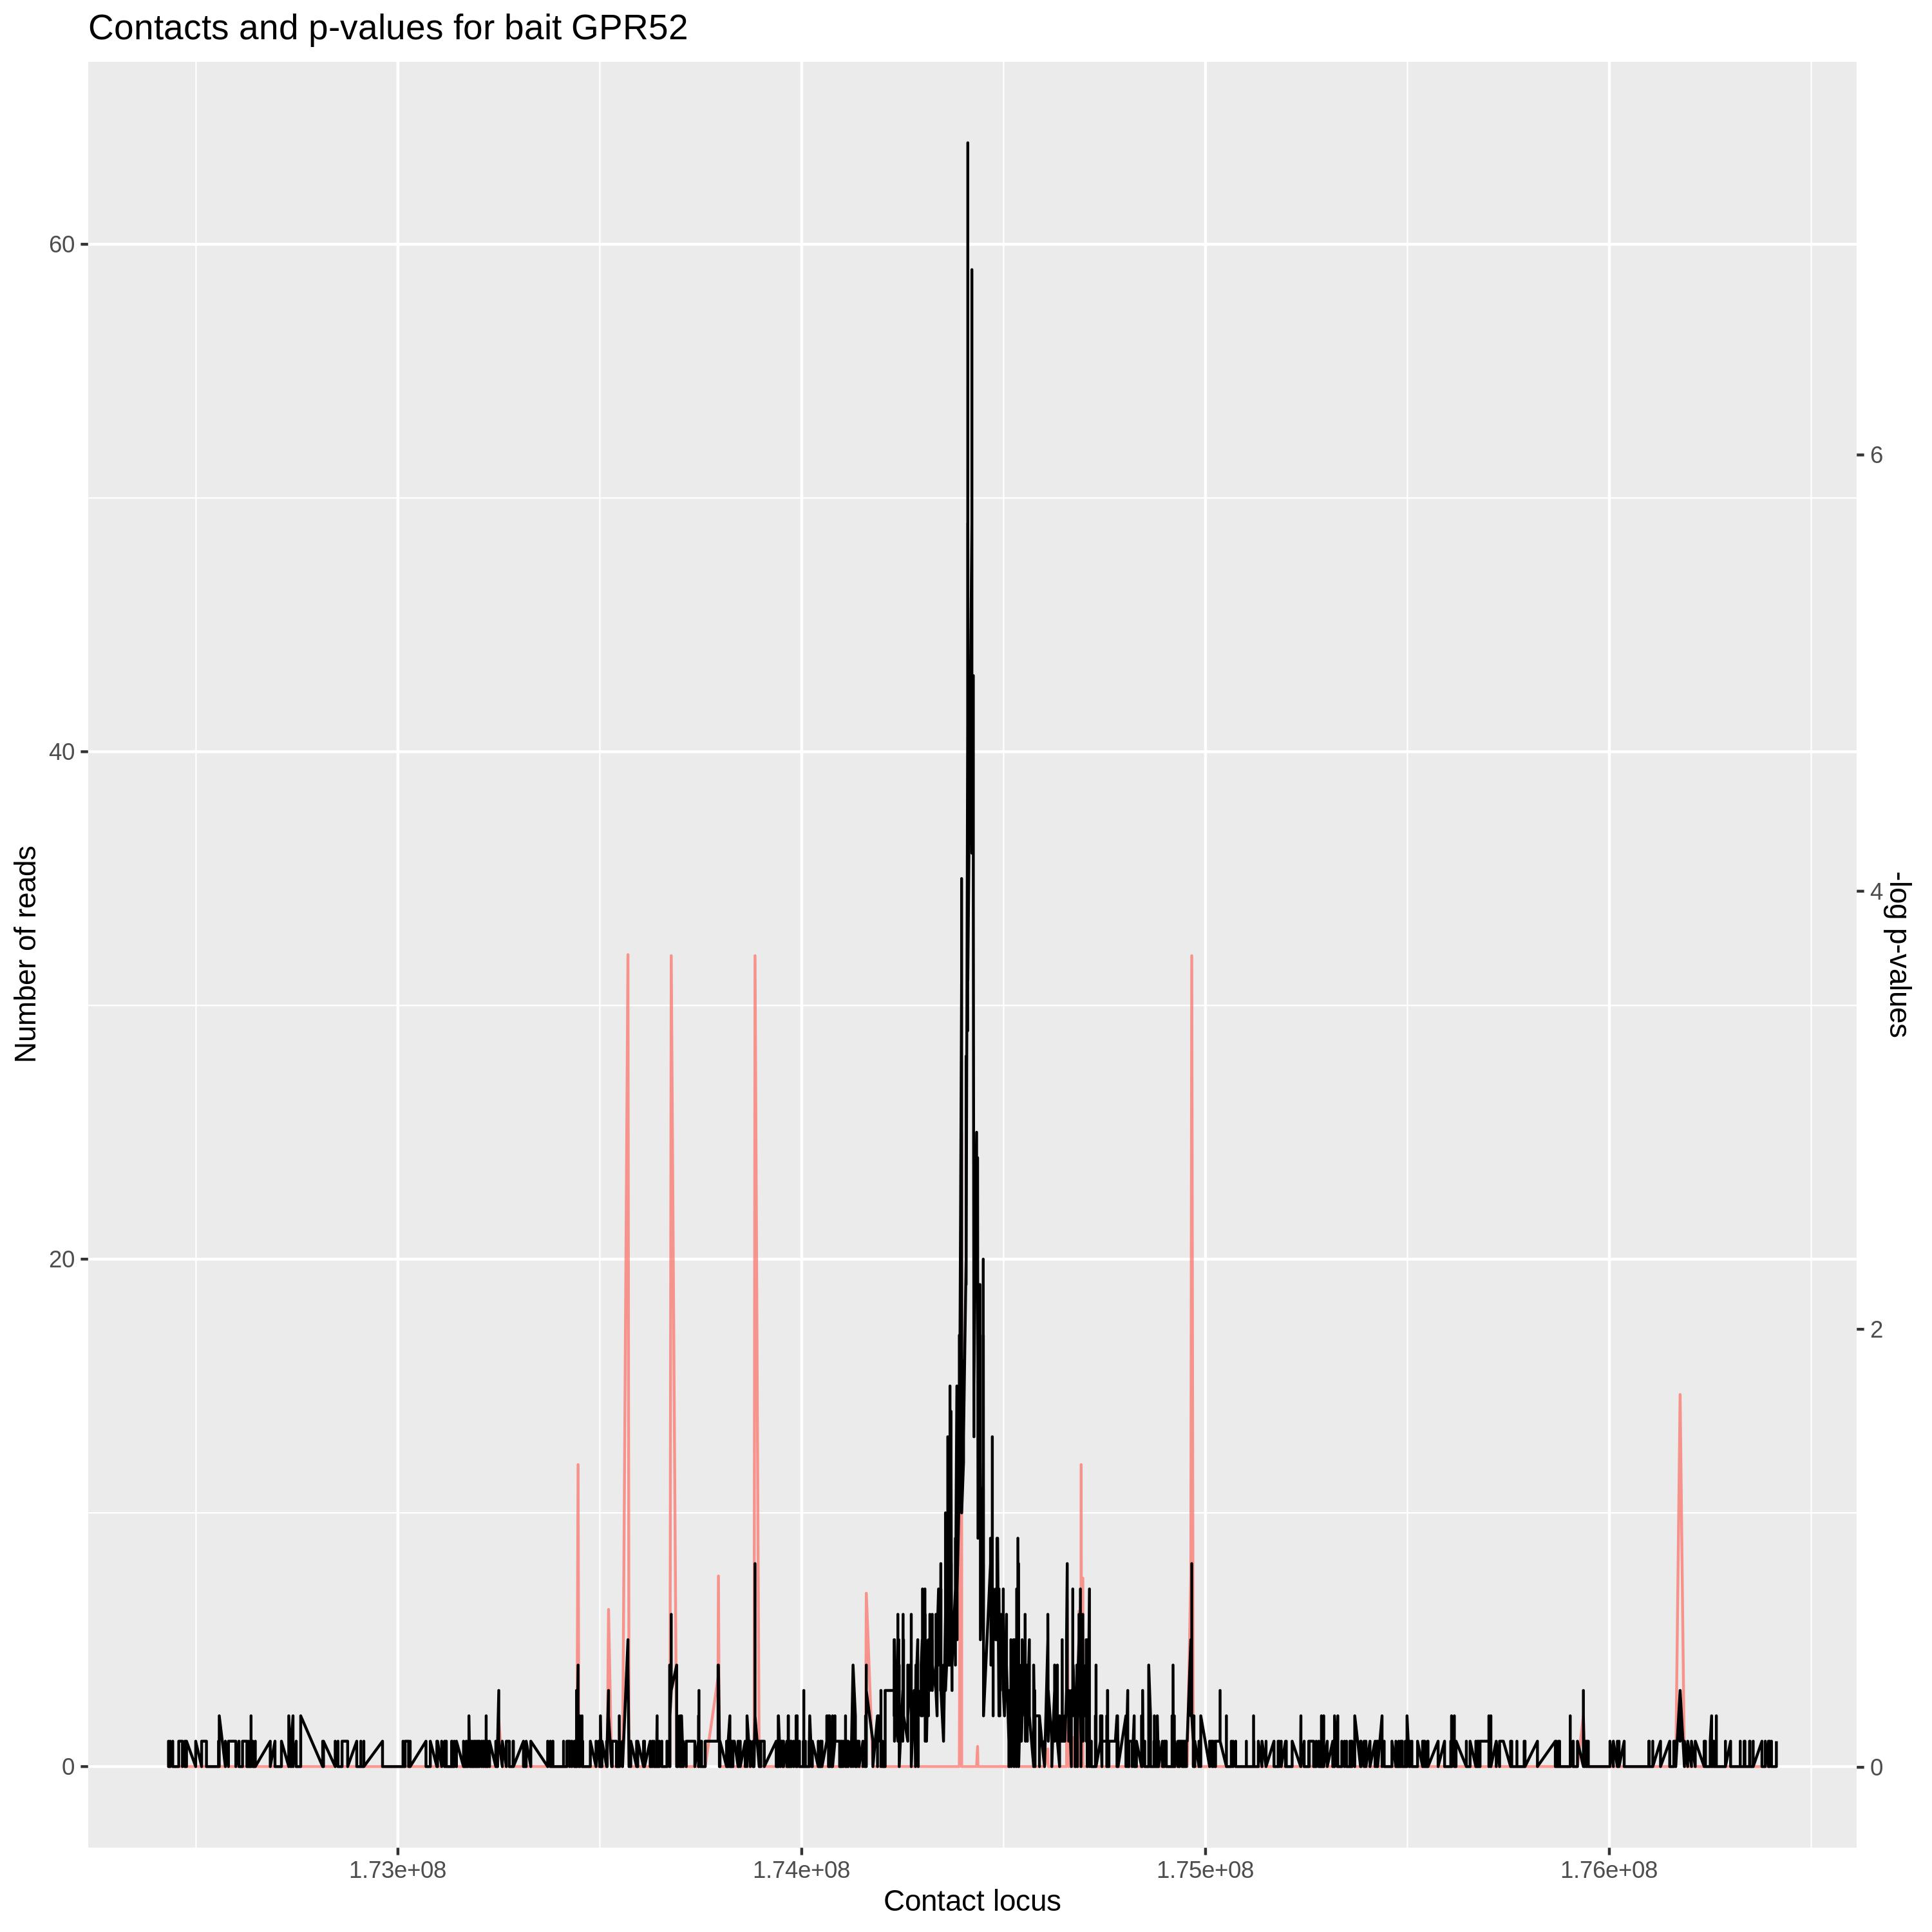 Contacts and p-values for bait GPR52
60
40
20
0
6
4
2
0
Number of reads
-log p-values
1.73e+08 1.74e+08 1.75e+08 1.76e+08
Contact locus